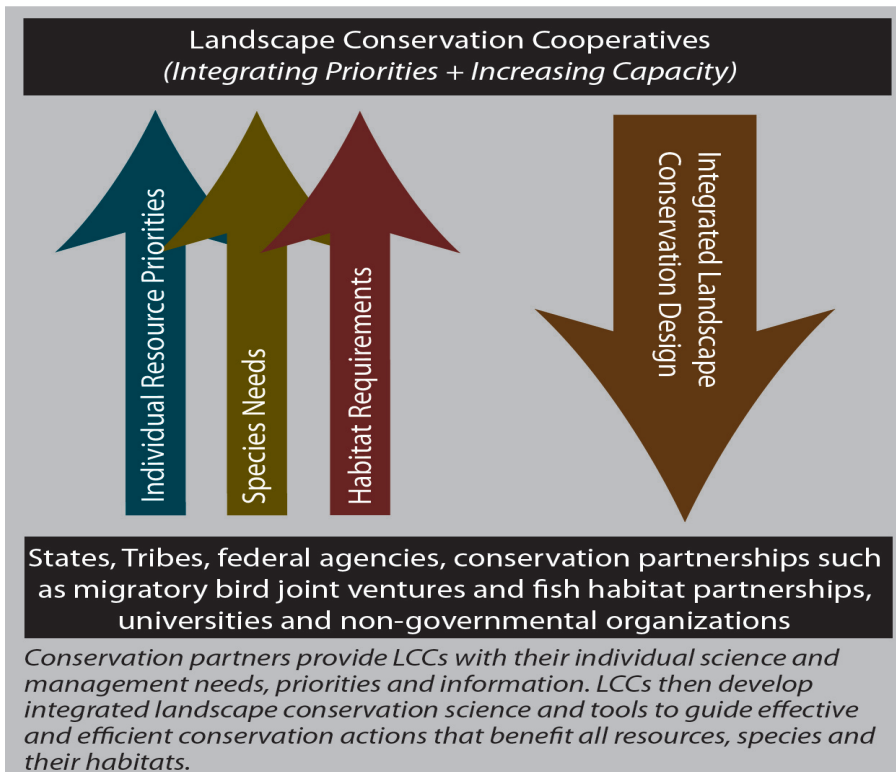 Landscape Conservation Cooperatives
(Integrating Priorities + Increasing Capacity)
Individual Resource Priorities
Species Needs
Habitat Requirements
Integrated Landscape
Conservation Design
States, Tribes, federal agencies, conservation partnerships such
as migratory bird joint ventures and fish habitat partnerships,
universities and non-governmental organizations
Conservation partners provide LCCs with their individual science and
management needs, priorities and information. LCCs then develop
integrated landscape conservation science and tools to guide effective
and efficient conservation actions that benefit all resources, species and
their habitats.